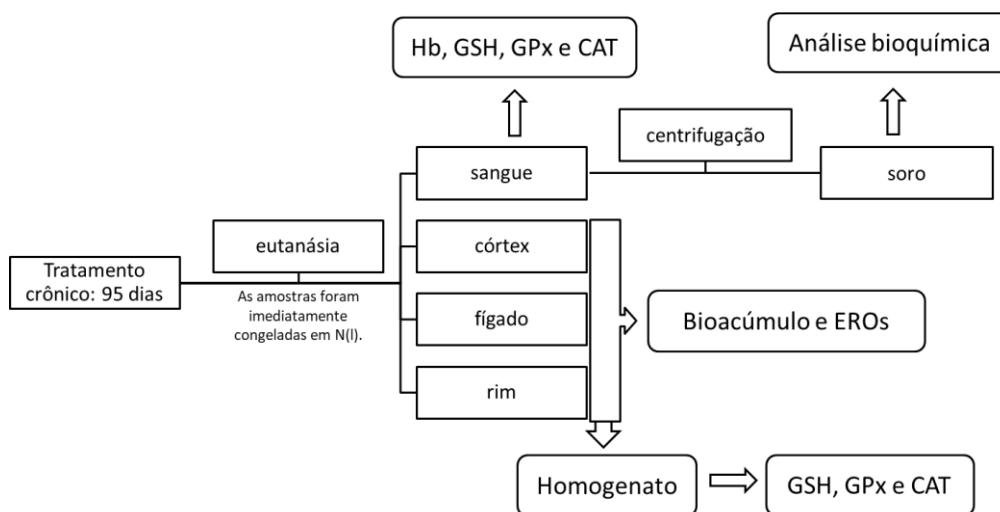 Hb, GSH, GPx e CAT
Análise bioquímica
centrifugação
sangue
soro
eutanásia
córtex
Tratamento
crônico: 95 dias
As amostras foram
imediatamente
congeladas em N(l).
fígado
Bioacúmulo e EROs
rim
Homogenato
GSH, GPx e CAT